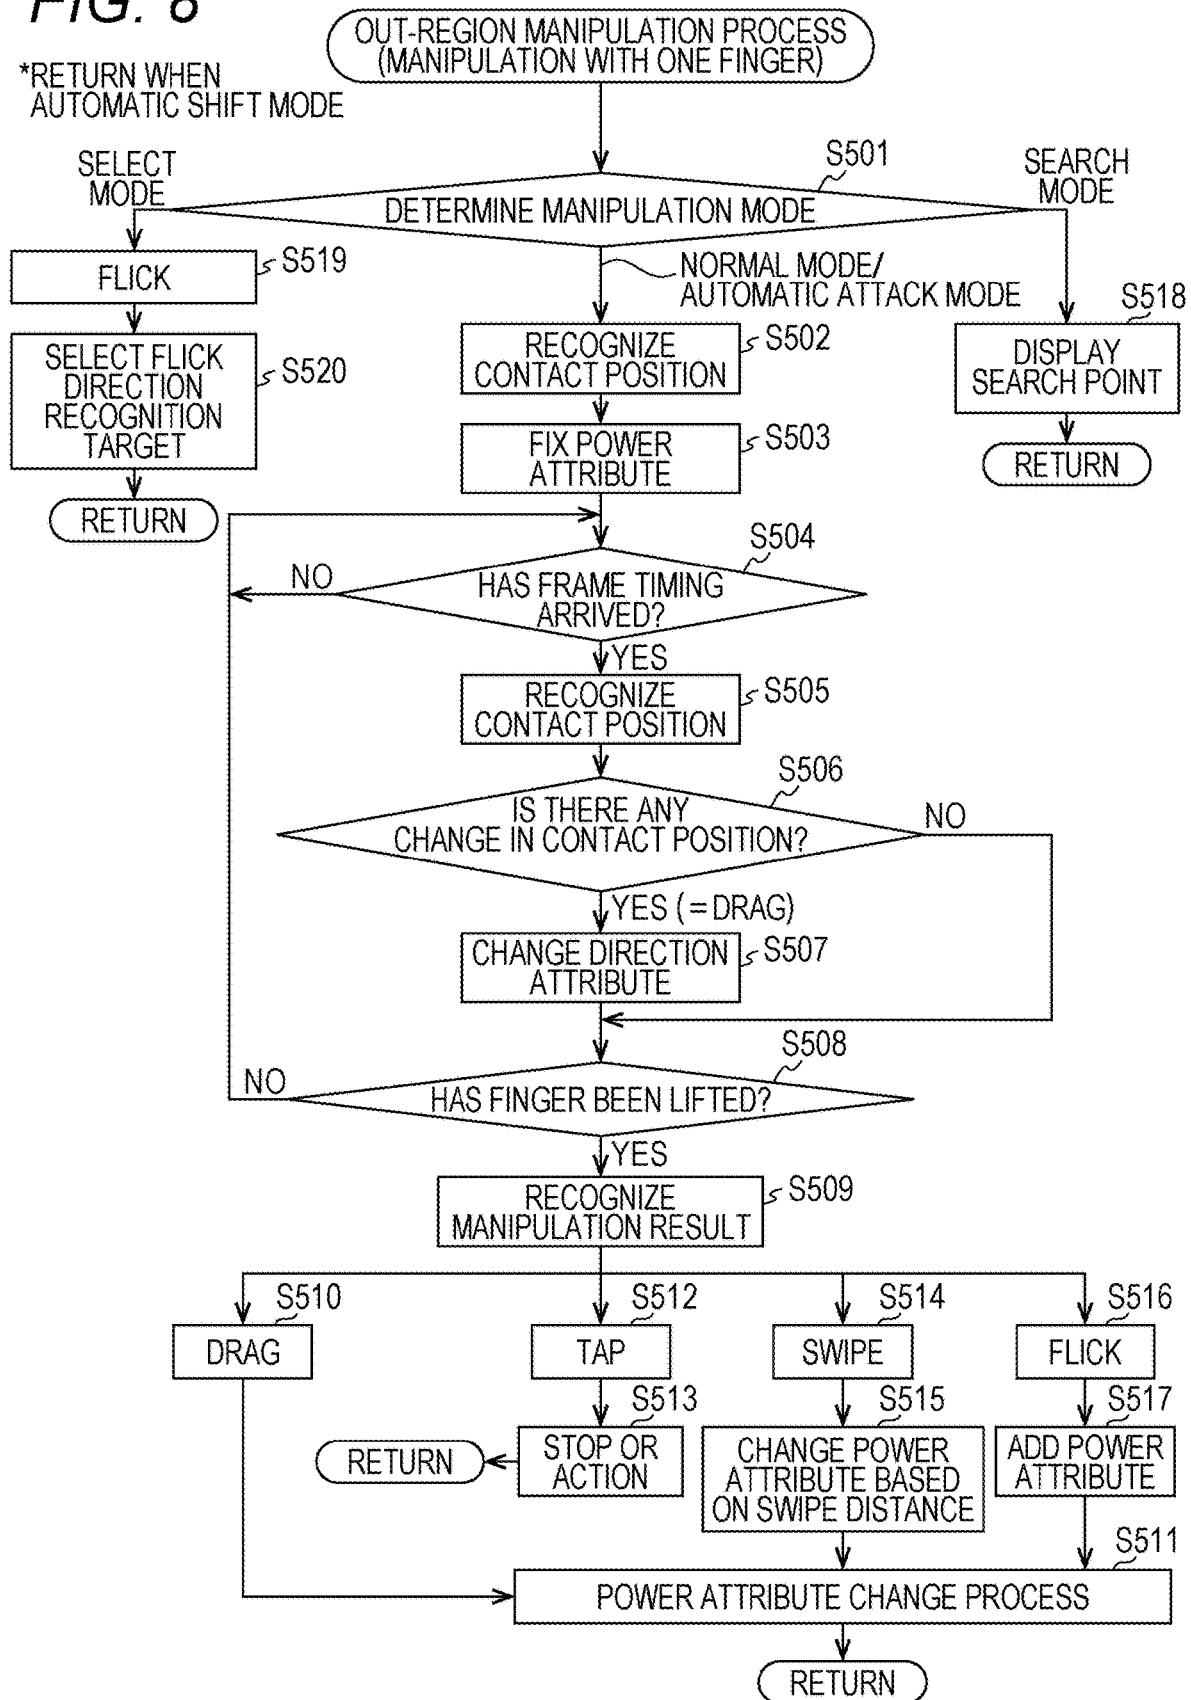 FIG. 6
OUT-REGION MANIPULATION PROCESS
(MANIPULATION WITH ONE FINGER)
*RETURN WHEN
AUTOMATIC SHIFT MODE
SELECT
MODE
S501
SEARCH
MODE
DETERMINE MANIPULATION MODE
S519
FLICK
NORMAL MODE/
AUTOMATIC ATTACK MODE
S518
DISPLAY
SEARCH POINT
RETURN
S520
SELECT FLICK
DIRECTION
RECOGNITION
TARGET
RETURN
S502
RECOGNIZE
CONTACT POSITION
S503
FIX POWER
ATTRIBUTE
S504
NO
HAS FRAME TIMING
ARRIVED?
YES
S505
RECOGNIZE
CONTACT POSITION
S506
IS THERE ANY
CHANGE IN CONTACT POSITION?
NO
YES (=DRAG)
S507
CHANGE DIRECTION
ATTRIBUTE
S508
NO
HAS FINGER BEEN LIFTED?
YES
S509
RECOGNIZE
MANIPULATION RESULT
S510
DRAG
S512
TAP
S514
SWIPE
S516
FLICK
S513
STOP OR
ACTION
RETURN
S515
CHANGE POWER
ATTRIBUTE BASED
ON SWIPE DISTANCE
S517
ADD POWER
ATTRIBUTE
S511
POWER ATTRIBUTE CHANGE PROCESS
RETURN